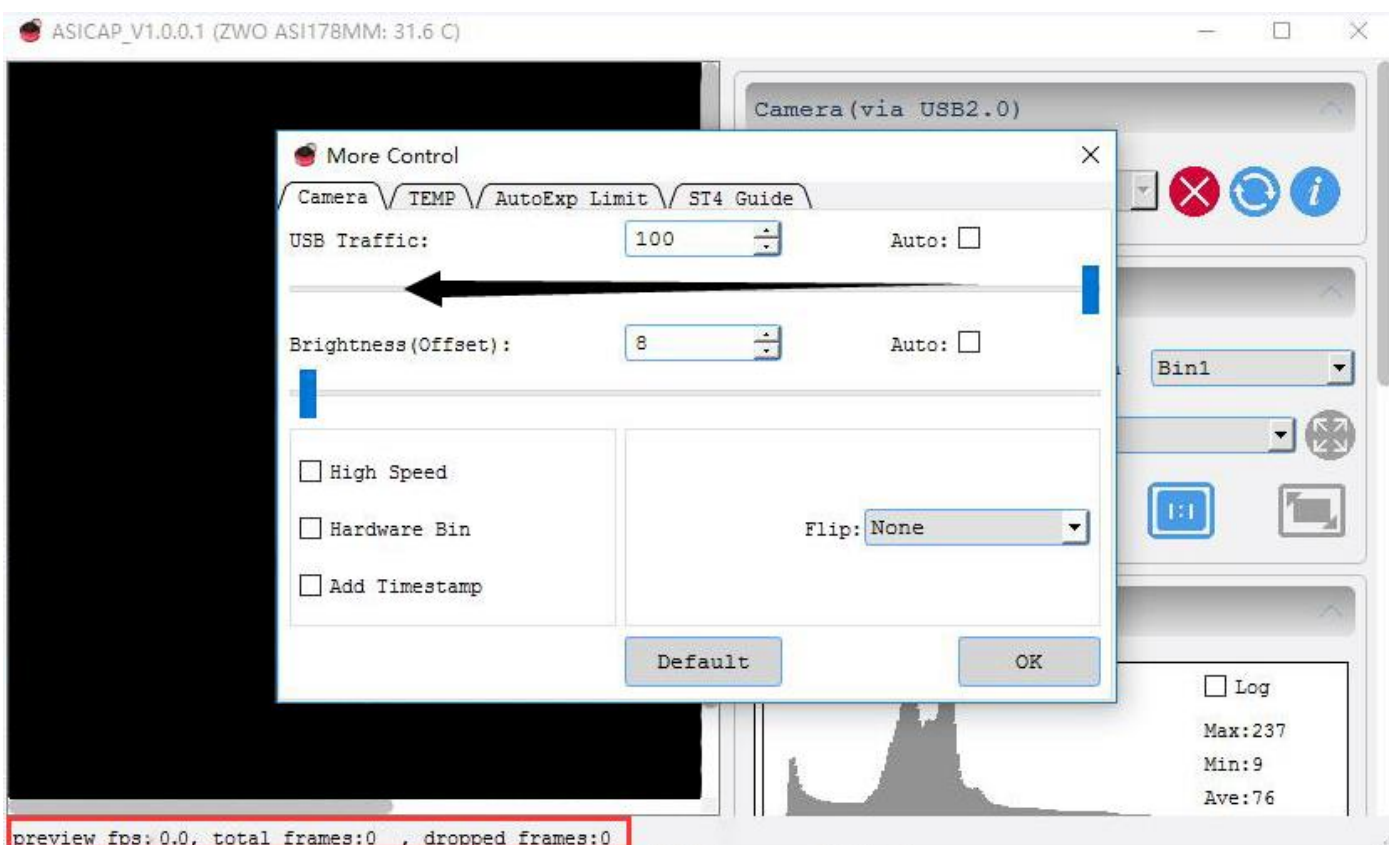 ASICAP_V1.0.0.1 (ZWO ASI178MM: 31.6 C)
Camera(via USB2.0)
More Control
Camera TEMP AutoExp Limit ST4 Guide
USB Traffic: 100 Auto:
Brightness(Offset): 8 Auto:
Bin1
High Speed
Hardware Bin
Flip: None
Add Timestamp
1:1
Default OK
Log
Max:237
Min:9
Ave:76
preview fps:0.0, total frames:0 , dropped frames:0